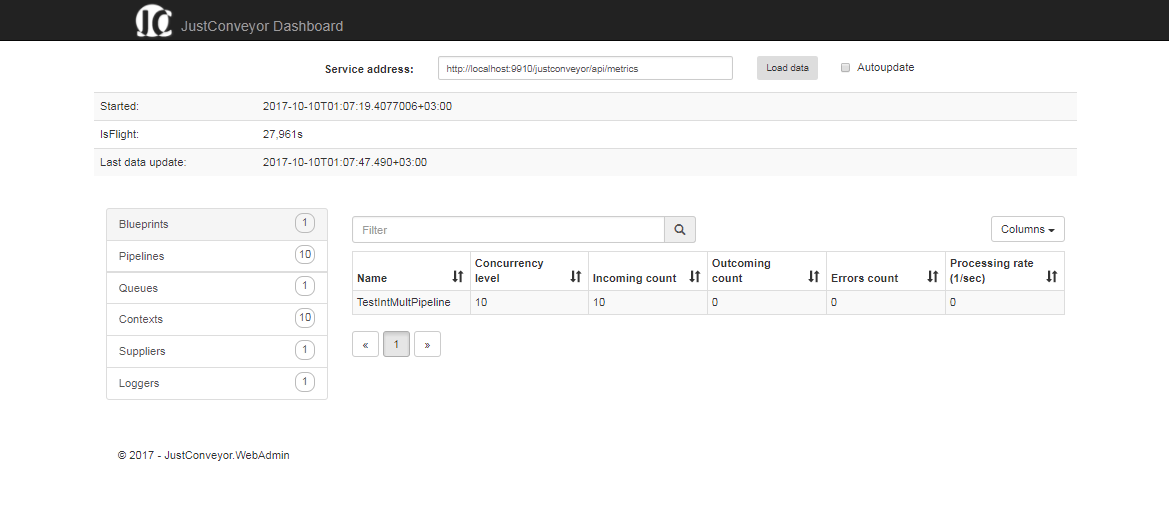 JC JustConveyor Dashboard
Service address: http://localhost:9910/justconveyor/api/metrics Load data Autoupdate
Started: 2017-10-10T01:07:19.4077006+03:00
IsFlight: 27,961s
Last data update: 2017-10-10T01:07:47.490+03:00
Blueprints 1
Pipelines 10
Queues 1
Contexts 10
Suppliers 1
Loggers 1
Filter Columns
Name Concurrency level Incoming count Outcoming count Errors count Processing rate (1/sec)
TestIntMultPipeline 10 10 0 0 0
« 1 »
© 2017 - JustConveyor.WebAdmin